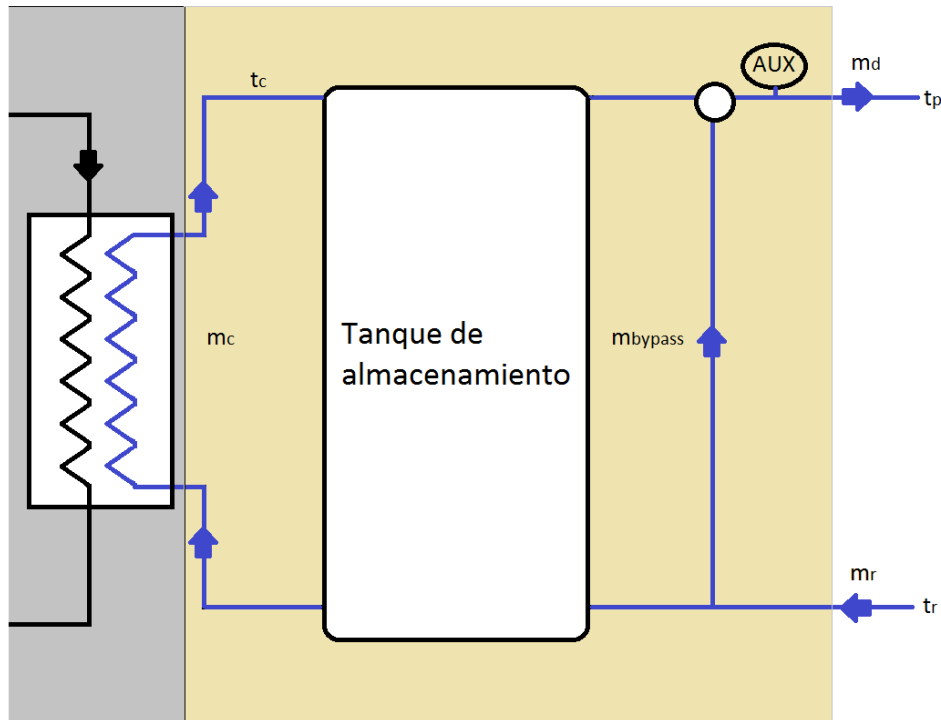 AUX
md
tc
tp
Tanque de
almacenamiento
mc
mbypass
mr
tr